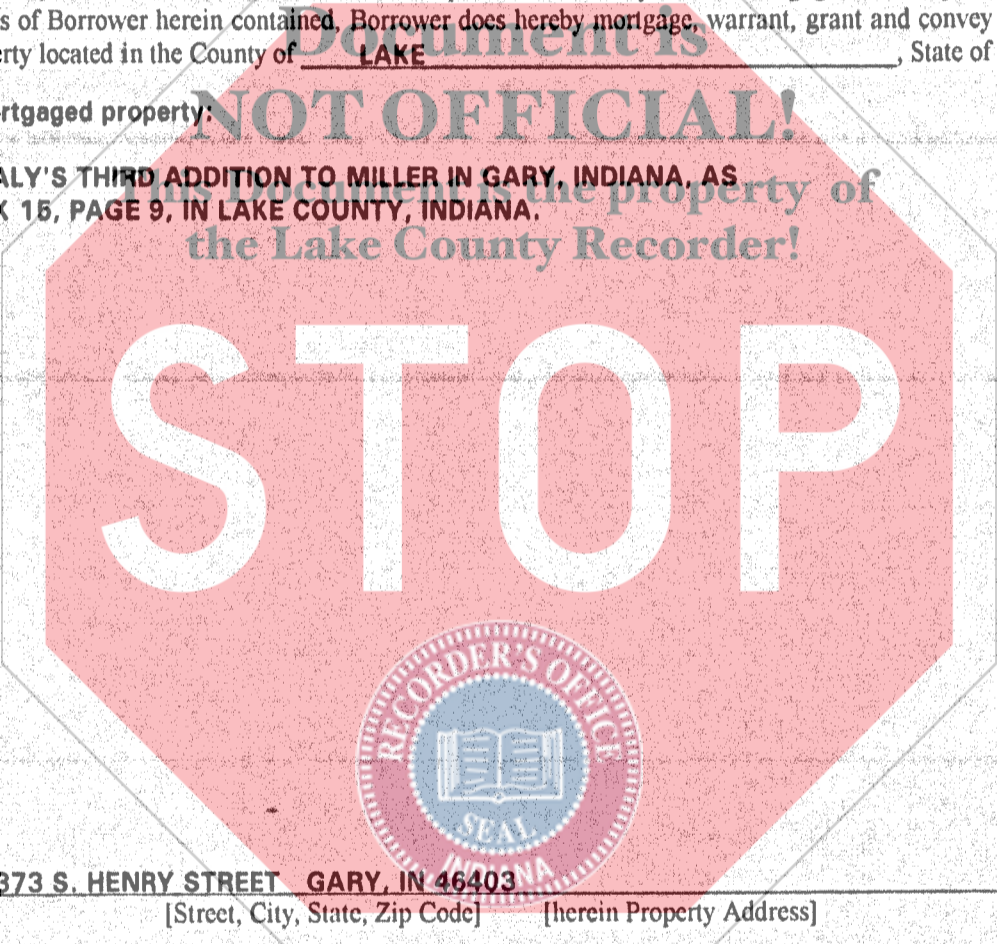 s of Borrower herein contained, Borrower does hereby mortgage, warrant, grant and convey
Document is
erty located in the County of LAKE, State of
NOT OFFICIAL!
rtgaged property:
ALY'S THIRD ADDITION TO MILLER IN GARY, INDIANA, AS
This Document is the property of
K 15, PAGE 9, IN LAKE COUNTY, INDIANA.
the Lake County Recorder!
STOP
RECORDER'S OFFICE
SEAL
INDIANA
373 S. HENRY STREET GARY, IN 46403
[Street, City, State, Zip Code] [herein Property Address]